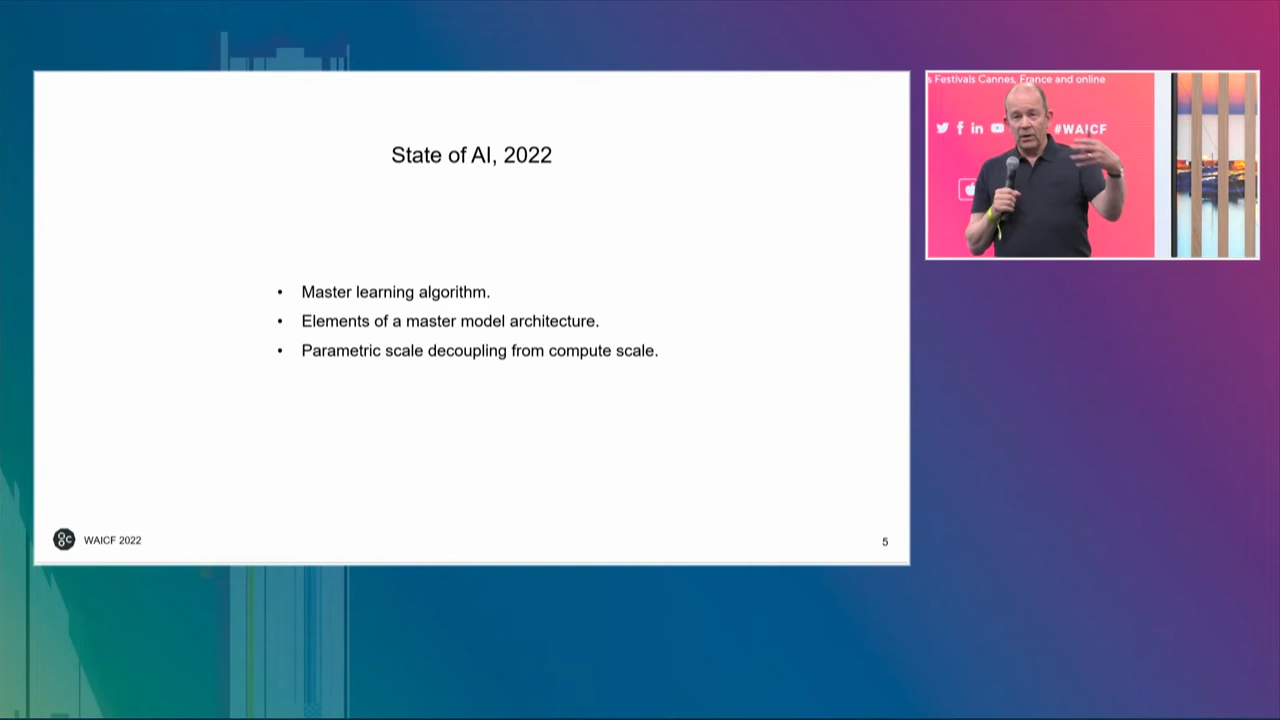 State of AI, 2022
• Master learning algorithm.
• Elements of a master model architecture.
• Parametric scale decoupling from compute scale.
WAICF 2022
5
s Festivals Cannes, France and online
#WAICF